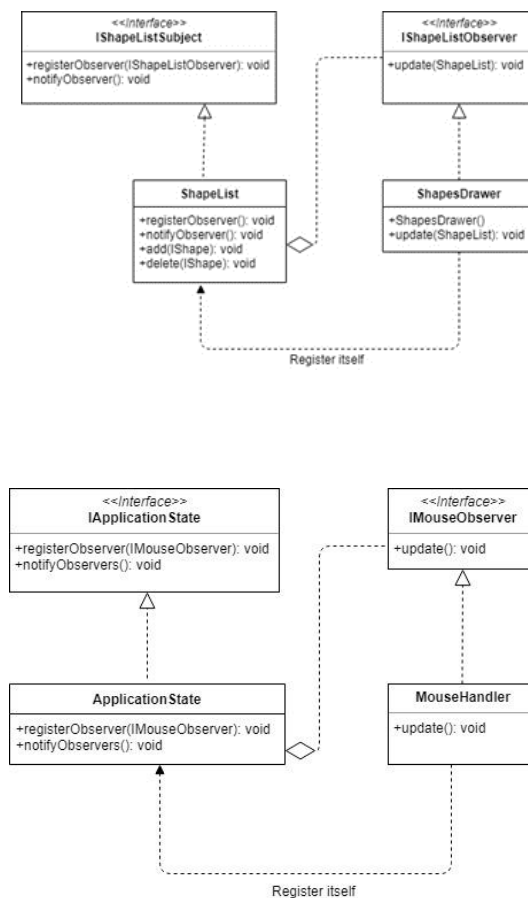 <<Interface>>
IShapeListSubject
+registerObserver(IShapeListObserver): void
+notifyObserver(): void
<<Interface>>
IShapeListObserver
+update(ShapeList): void
ShapeList
+registerObserver(): void
+notifyObserver(): void
+add(IShape): void
+delete(IShape): void
ShapesDrawer
+ShapesDrawer()
+update(ShapeList): void
Register itself
<<Interface>>
IApplicationState
+registerObserver(IMouseObserver): void
+notifyObservers(): void
<<Interface>>
IMouseObserver
+update(): void
ApplicationState
+registerObserver(IMouseObserver): void
+notifyObservers(): void
MouseHandler
+update(): void
Register itself